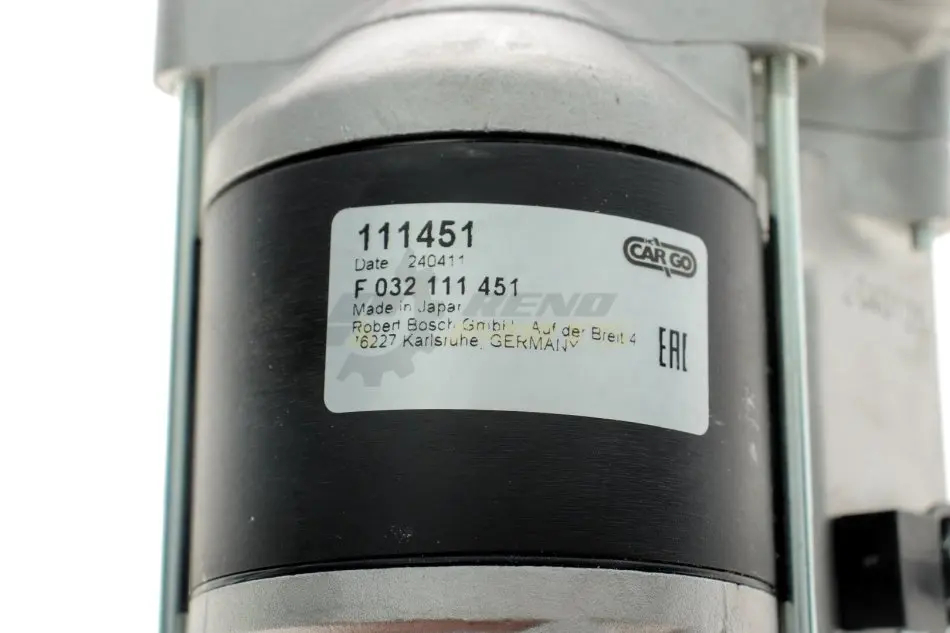 111451
CARGO
Date 240411
F 032 111 451
Made in Japan
Robert Bosch GmbH, Auf der Breit 4
76227 Karlsruhe, GERMANY
EAC